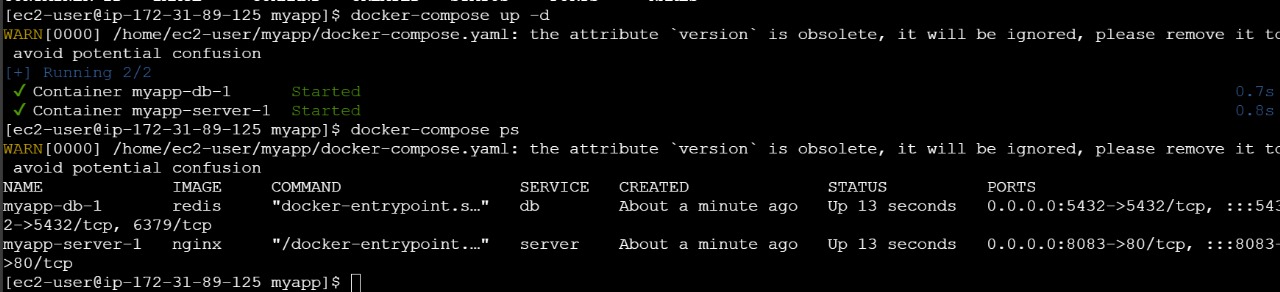 [ec2-user@ip-172-31-89-125 myapp]$ docker-compose up -d
WARN[0000] /home/ec2-user/myapp/docker-compose.yaml: the attribute `version` is obsolete, it will be ignored, please remove it to
 avoid potential confusion
[+] Running 2/2
 ✓ Container myapp-db-1      Started 0.7s
 ✓ Container myapp-server-1  Started 0.8s
[ec2-user@ip-172-31-89-125 myapp]$ docker-compose ps
WARN[0000] /home/ec2-user/myapp/docker-compose.yaml: the attribute `version` is obsolete, it will be ignored, please remove it to
 avoid potential confusion
NAME             IMAGE     COMMAND                  SERVICE   CREATED              STATUS          PORTS
myapp-db-1       redis     "docker-entrypoint.s…"   db        About a minute ago   Up 13 seconds   0.0.0.0:5432->5432/tcp, :::543
2->5432/tcp, 6379/tcp
myapp-server-1   nginx     "/docker-entrypoint.…"   server    About a minute ago   Up 13 seconds   0.0.0.0:8083->80/tcp, :::8083-
>80/tcp
[ec2-user@ip-172-31-89-125 myapp]$